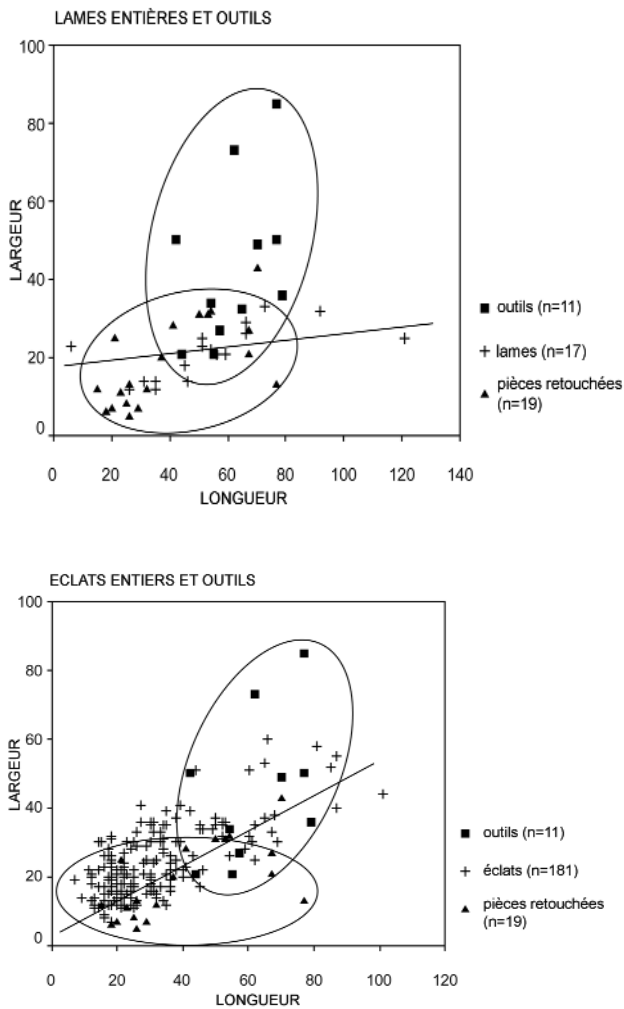 LAMES ENTIÈRES ET OUTILS
100
80
60
40
20
0
LARGEUR
0 20 40 60 80 100 120 140
LONGUEUR
outils (n=11)
lames (n=17)
pièces retouchées
(n=19)
ECLATS ENTIERS ET OUTILS
100
80
60
40
20
0
LARGEUR
0 20 40 60 80 100 120
LONGUEUR
outils (n=11)
éclats (n=181)
pièces retouchées
(n=19)